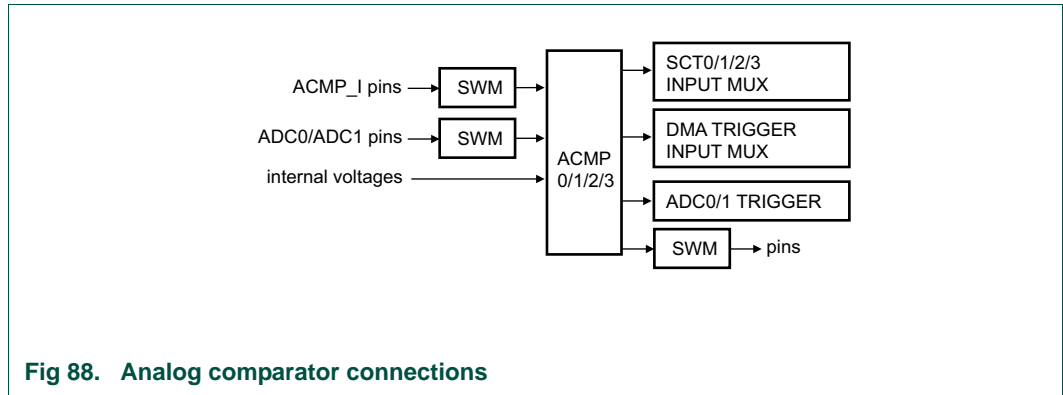 ACMP_I pins
SWM
ADC0/ADC1 pins
SWM
internal voltages
ACMP
0/1/2/3
SCT0/1/2/3
INPUT MUX
DMA TRIGGER
INPUT MUX
ADC0/1 TRIGGER
SWM
pins
Fig 88. Analog comparator connections